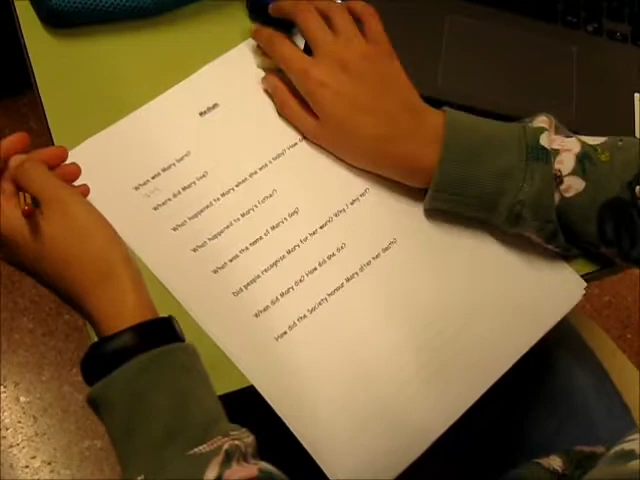 Medium
When was Mary born?
Where did Mary live?
What happened to Mary when she was a baby? How
What happened to Mary's father?
What was the name of Mary's dog?
Did people recognise Mary for her work? Why / why not?
When did Mary die? How did she die?
How did the Society honour Mary after her death?